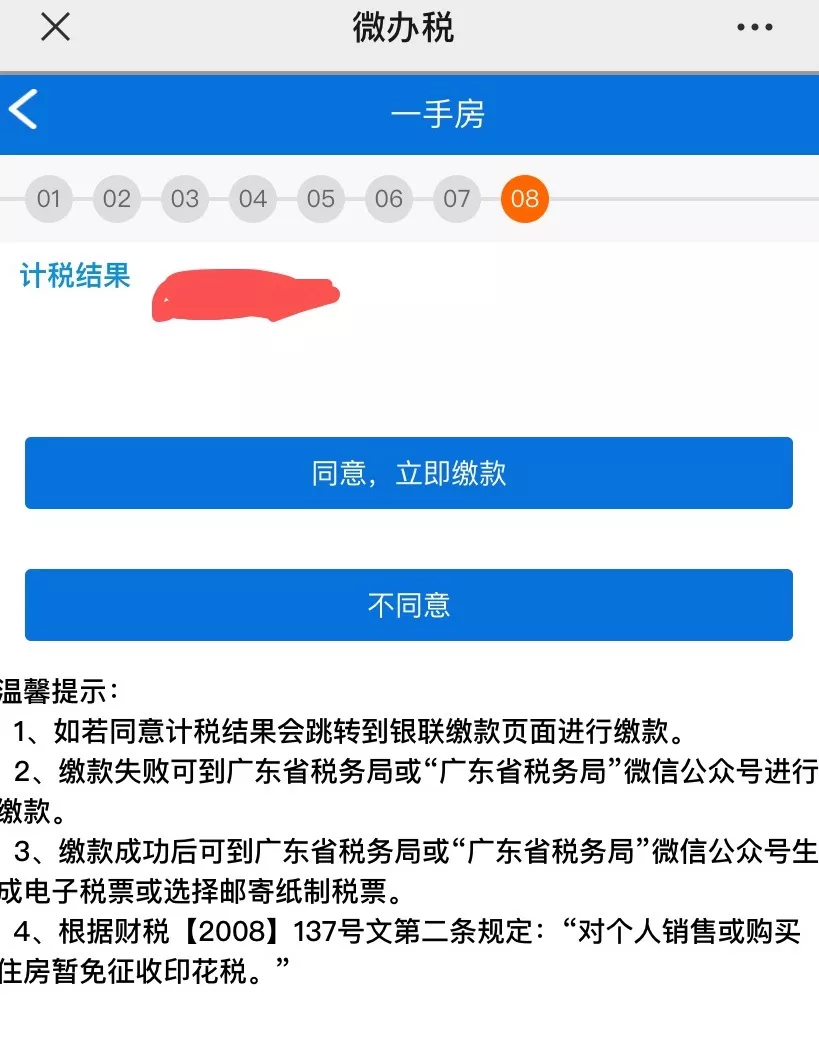 微办税
一手房
01 02 03 04 05 06 07 08
计税结果
同意，立即缴款
不同意
温馨提示：
1、如若同意计税结果会跳转到银联缴款页面进行缴款。
2、缴款失败可到广东省税务局或“广东省税务局”微信公众号进行
缴款。
3、缴款成功后可到广东省税务局或“广东省税务局”微信公众号生
成电子税票或选择邮寄纸制税票。
4、根据财税【2008】137号文第二条规定：“对个人销售或购买
住房暂免征收印花税。”